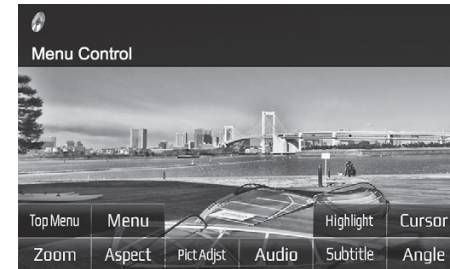 Menu Control
Top Menu Menu Highlight Cursor
Zoom Aspect Pict Adjst Audio Subtitle Angle